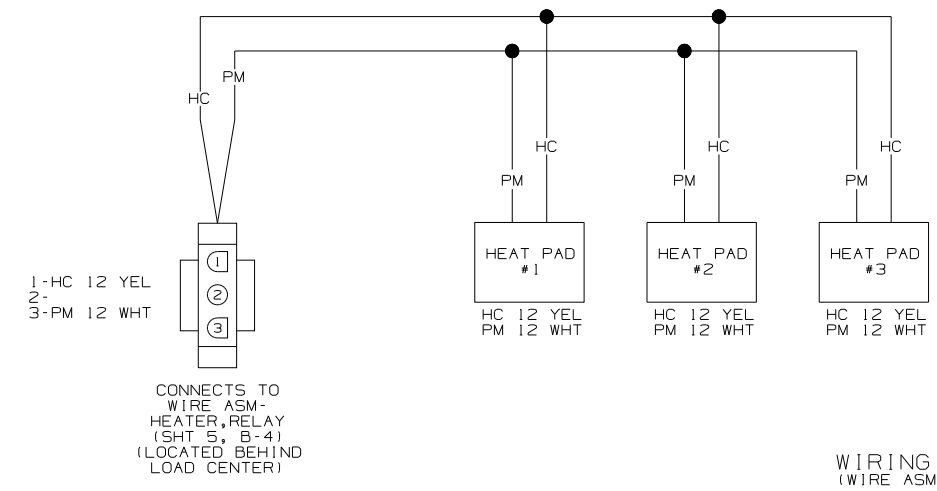 PM
HC
HC
HC
HC
PM
PM
PM
HEAT PAD
#1
HEAT PAD
#2
HEAT PAD
#3
1
2
3
1-HC 12 YEL
2-
3-PM 12 WHT
HC 12 YEL
PM 12 WHT
HC 12 YEL
PM 12 WHT
HC 12 YEL
PM 12 WHT
CONNECTS TO
WIRE ASM-
HEATER,RELAY
(SHT 5, B-4)
(LOCATED BEHIND
LOAD CENTER)
WIRING
(WIRE ASM